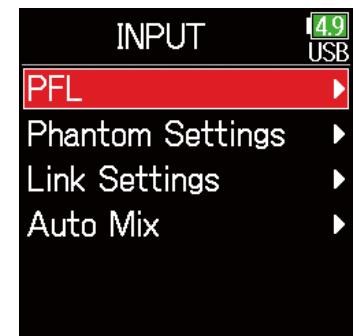 INPUT
4.9
USB
PFL
Phantom Settings
Link Settings
Auto Mix